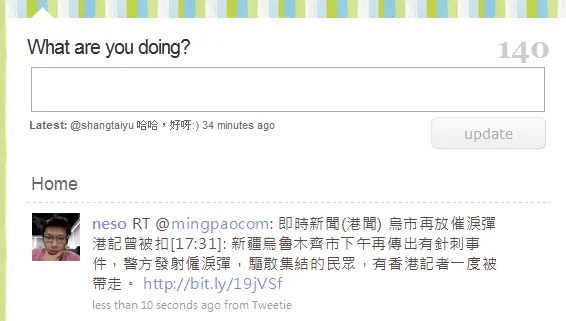 What are you doing?
140
Latest: @shangtaiyu 哈哈，好呀:) 34 minutes ago
update
Home
neso RT @mingpaocom: 即時新聞(港聞) 烏市再放催淚彈
港記曾被扣[17:31]: 新疆烏魯木齊市下午再傳出有針刺事
件，警方發射催淚彈，驅散集結的民眾，有香港記者一度被
帶走。 http://bit.ly/19jVSf
less than 10 seconds ago from Tweetie